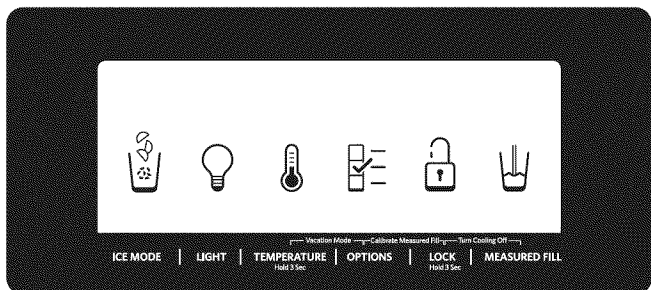 Vacation Mode Calibrate Measured Fill Turn Cooling Off
ICE MODE | LIGHT | TEMPERATURE | OPTIONS | LOCK | MEASURED FILL
Hold 3 Sec Hold 3 Sec